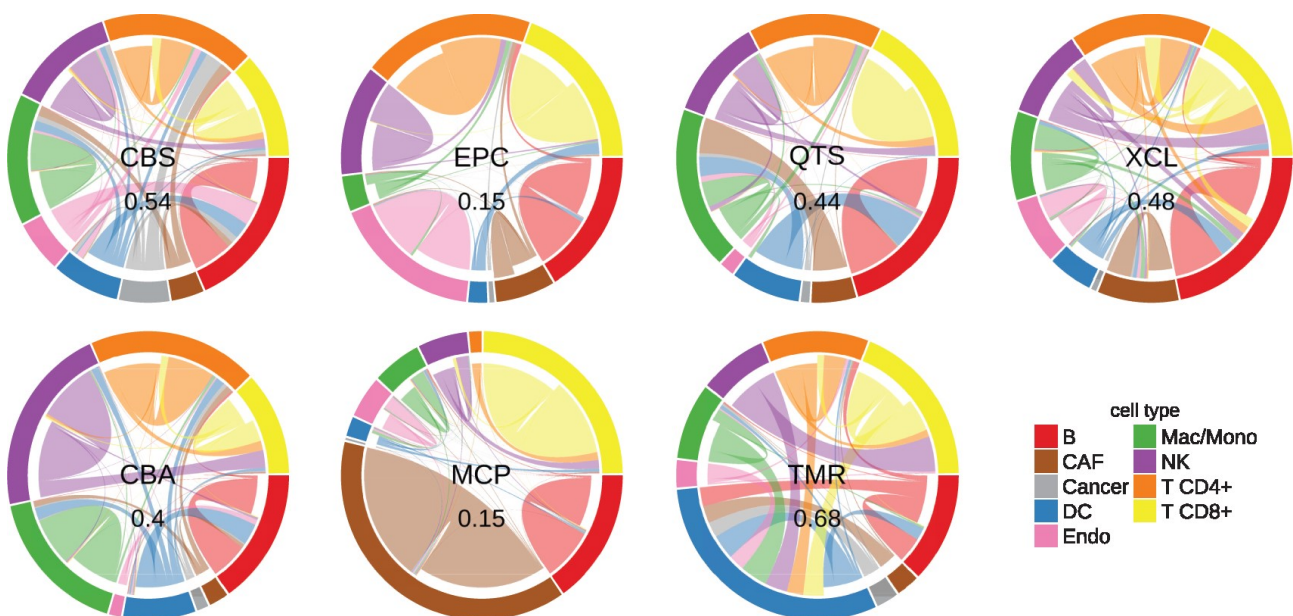 CBS
0.54
EPC
0.15
QTS
0.44
XCL
0.48
CBA
0.4
MCP
0.15
TMR
0.68
cell type
B
CAF
Cancer
DC
Endo
Mac/Mono
NK
T CD4+
T CD8+